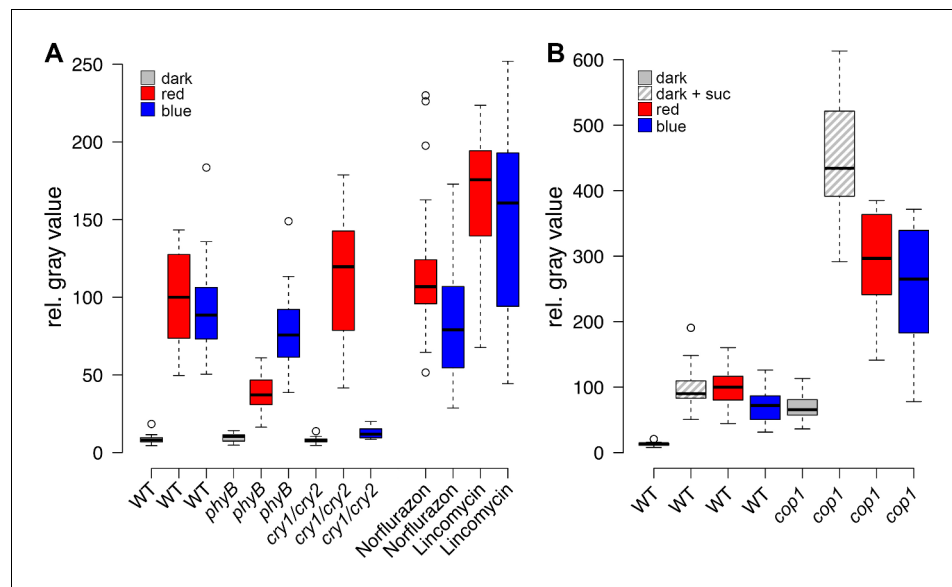 A
dark
red
blue
rel. gray value
250
200
150
100
50
0
WT
WT
WT
phyB
phyB
phyB
cry1/cry2
cry1/cry2
cry1/cry2
Norflurazon
Norflurazon
Lincomycin
Lincomycin
B
dark
dark + suc
red
blue
rel. gray value
600
500
400
300
200
100
0
WT
WT
WT
WT
cop1
cop1
cop1
cop1